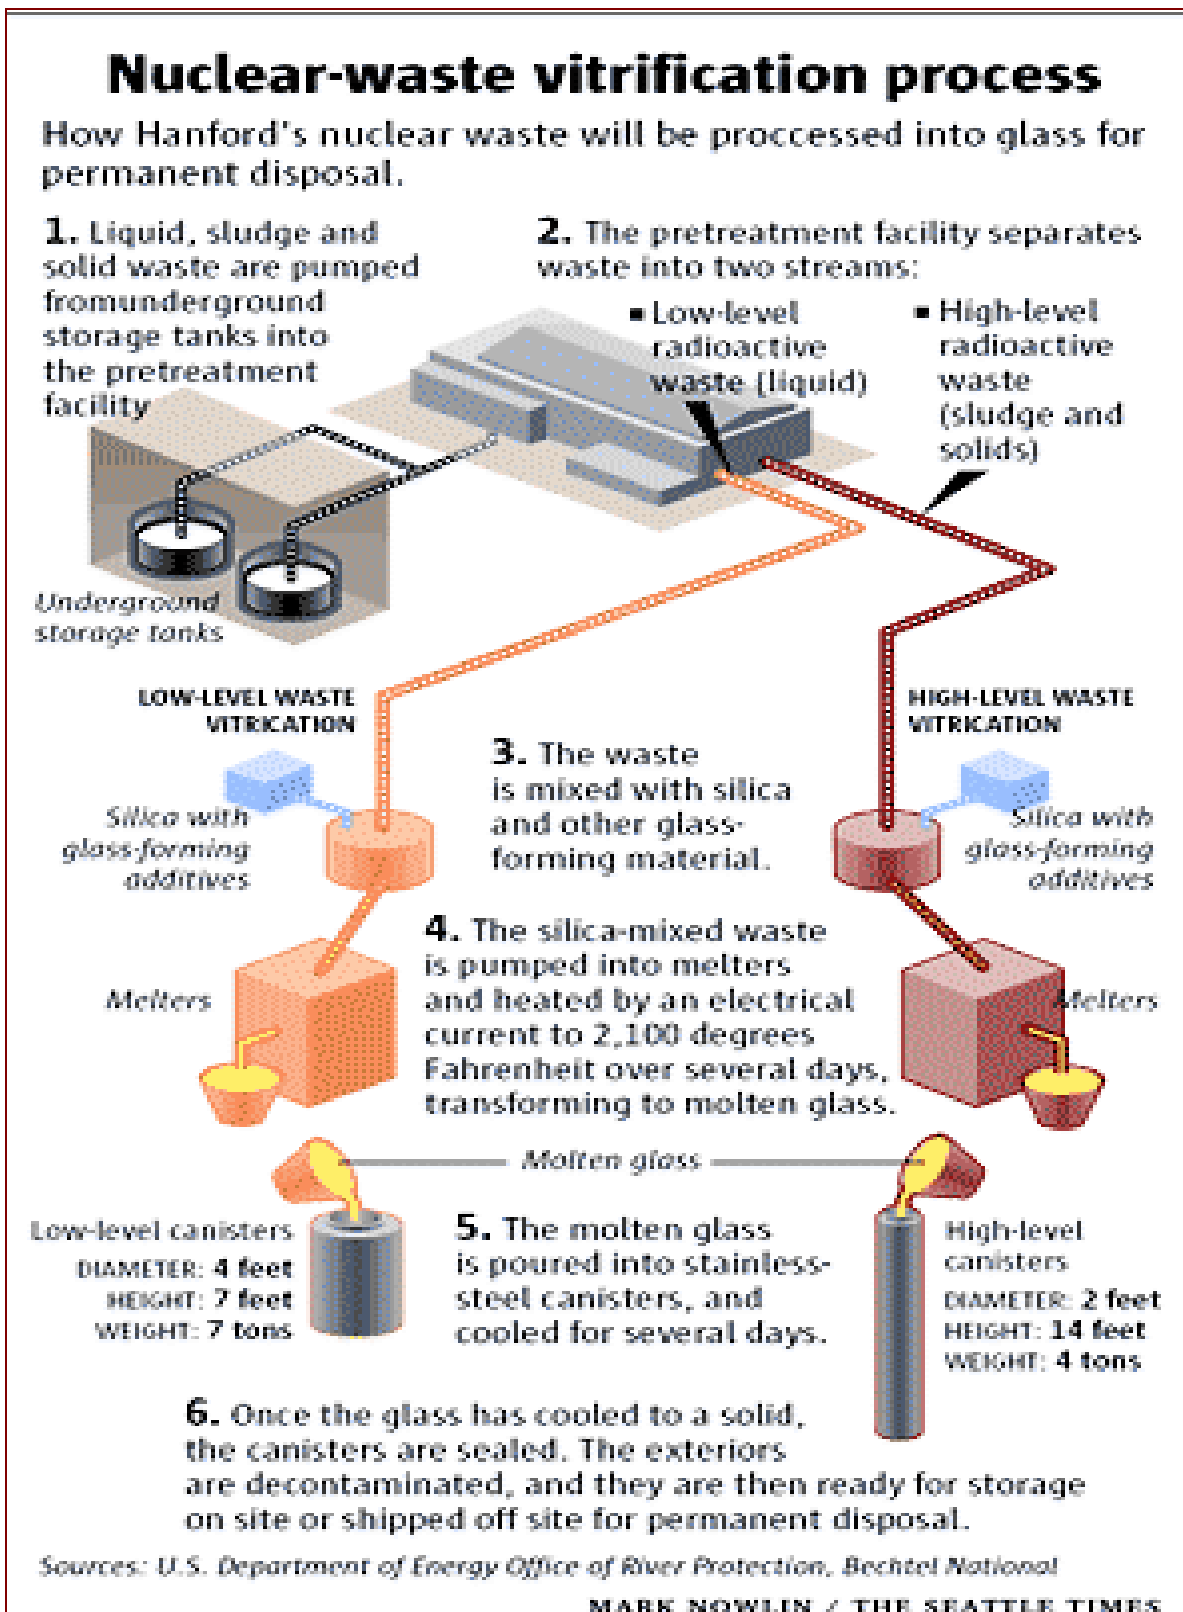 Nuclear-waste vitrification process
How Hanford's nuclear waste will be proccessed into glass for
permanent disposal.
1. Liquid, sludge and
solid waste are pumped
fromunderground
storage tanks into
the pretreatment
facility
2. The pretreatment facility separates
waste into two streams:
▪ Low-level
radioactive
waste (liquid)
▪ High-level
radioactive
waste
(sludge and
solids)
Underground
storage tanks
LOW-LEVEL WASTE
VITRICATION
HIGH-LEVEL WASTE
VITRICATION
3. The waste
is mixed with silica
and other glass-
forming material.
Silica with
glass-forming
additives
Silica with
glass-forming
additives
4. The silica-mixed waste
is pumped into melters
and heated by an electrical
current to 2,100 degrees
Fahrenheit over several days,
transforming to molten glass.
Melters
Melters
Molten glass
Low-level canisters
DIAMETER: 4 feet
HEIGHT: 7 feet
WEIGHT: 7 tons
5. The molten glass
is poured into stainless-
steel canisters, and
cooled for several days.
High-level
canisters
DIAMETER: 2 feet
HEIGHT: 14 feet
WEIGHT: 4 tons
6. Once the glass has cooled to a solid,
the canisters are sealed. The exteriors
are decontaminated, and they are then ready for storage
on site or shipped off site for permanent disposal.
Sources: U.S. Department of Energy Office of River Protection, Bechtel National
MARK NOWLIN / THE SEATTLE TIMES